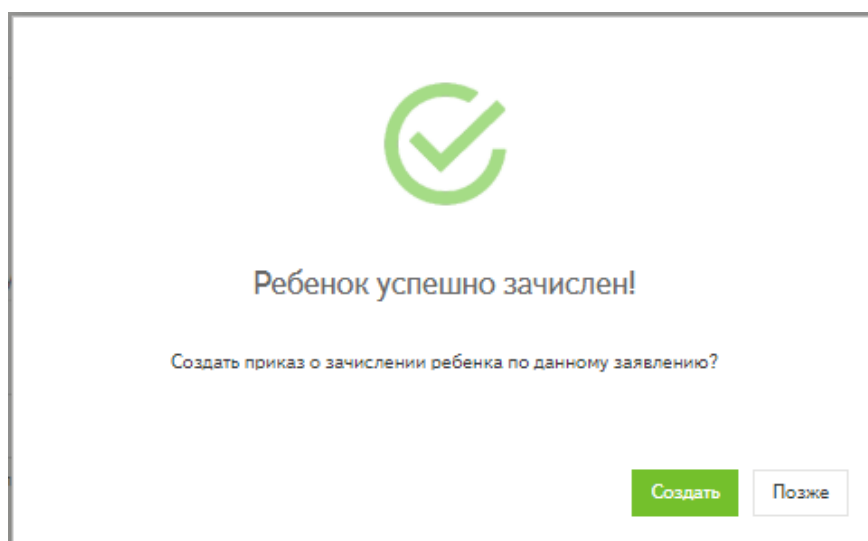 Ребенок успешно зачислен!
Создать приказ о зачислении ребенка по данному заявлению?
Создать
Позже